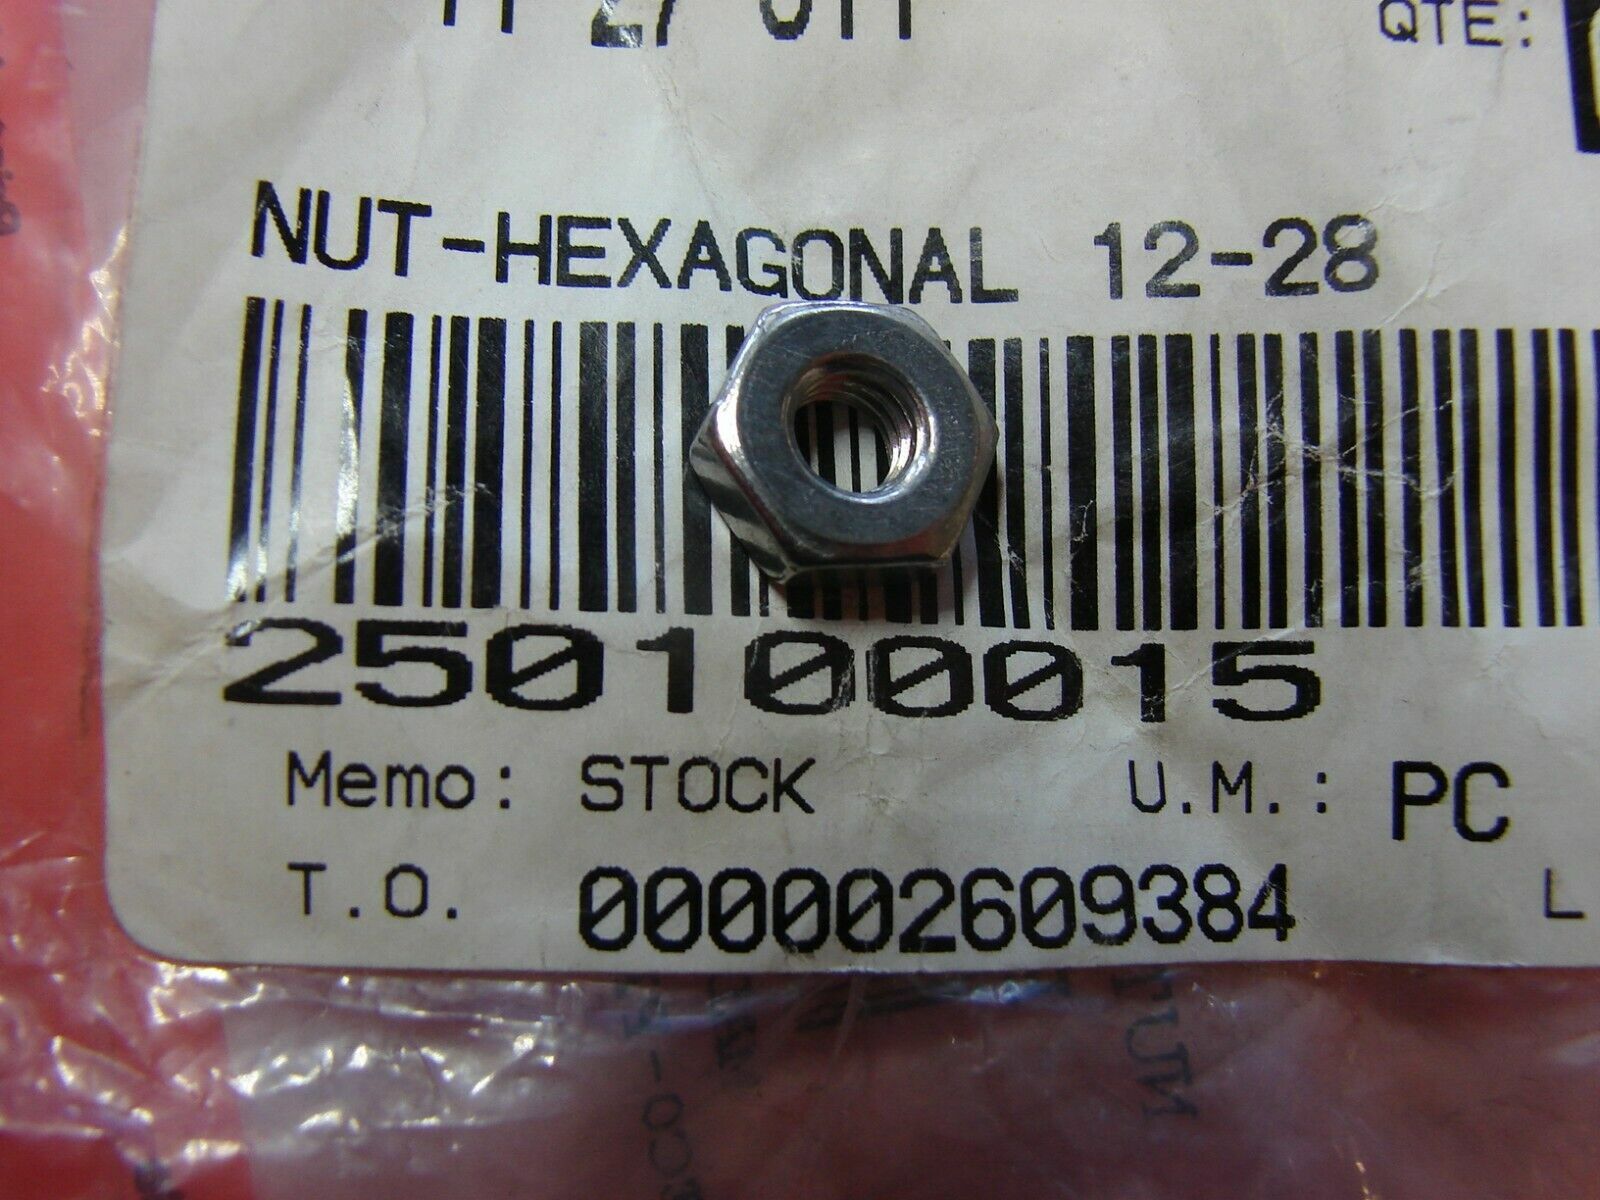 QTE:
NUT-HEXAGONAL 12-28
250100015
Memo: STOCK U.M.: PC
T.O. 000002609384 L